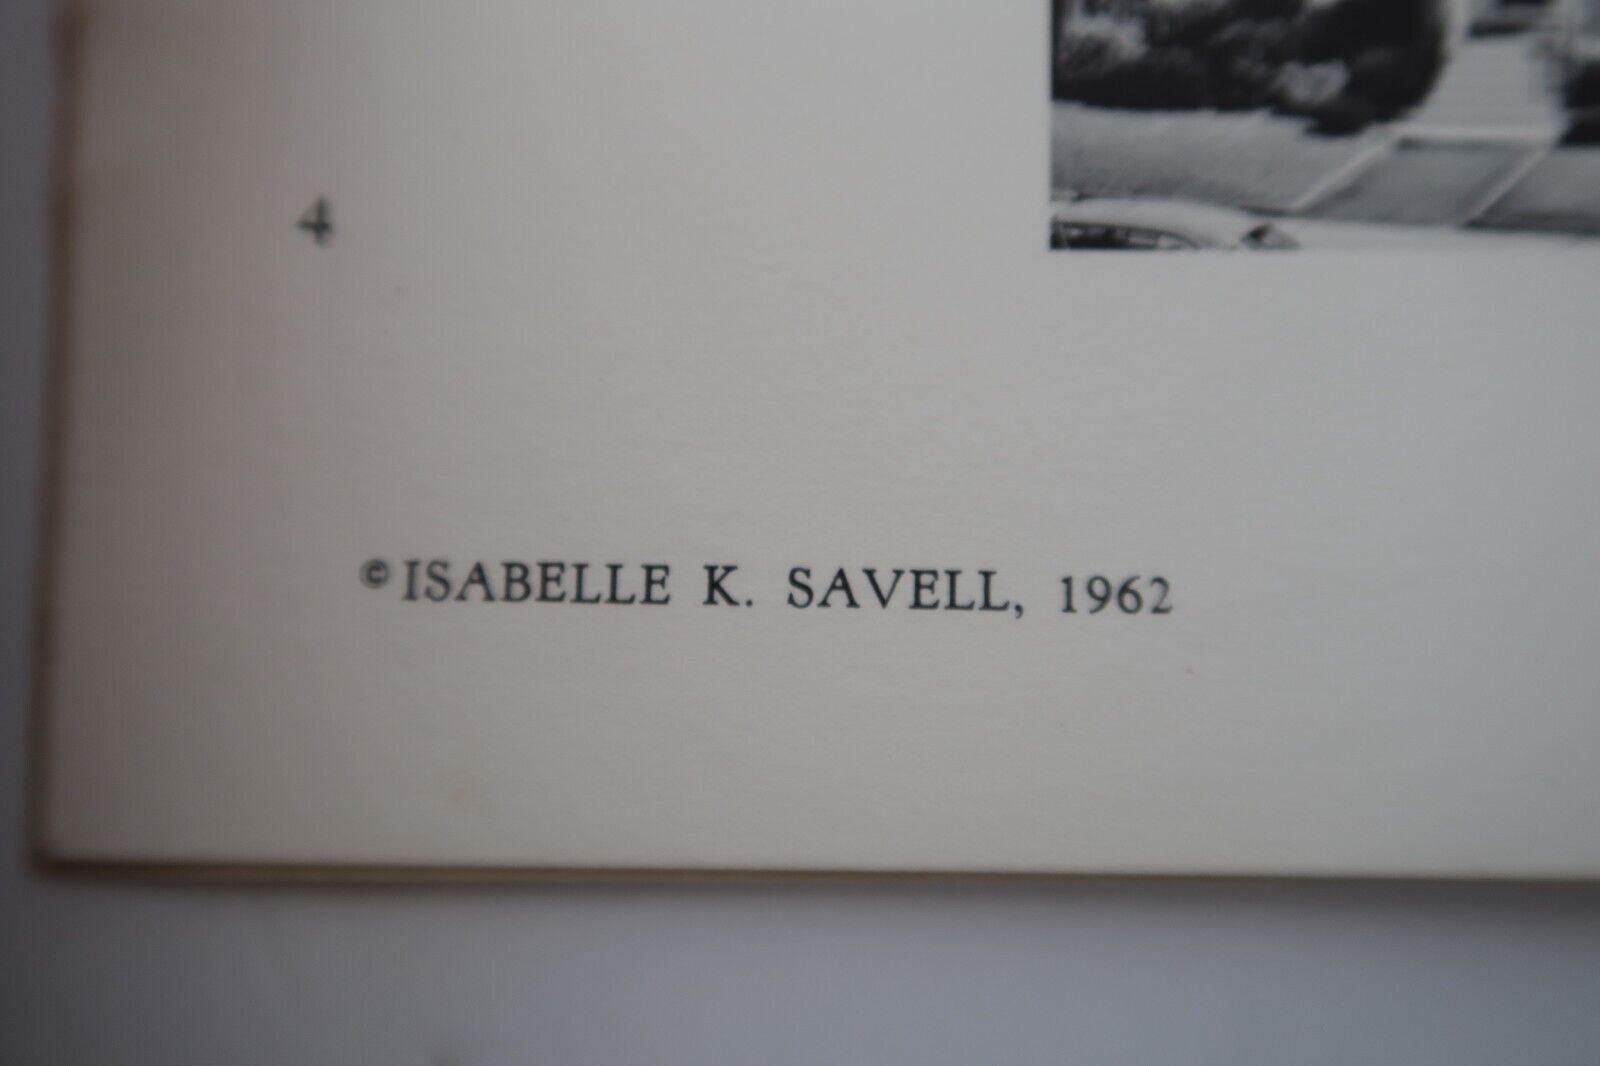 4
©ISABELLE K. SAVELL, 1962